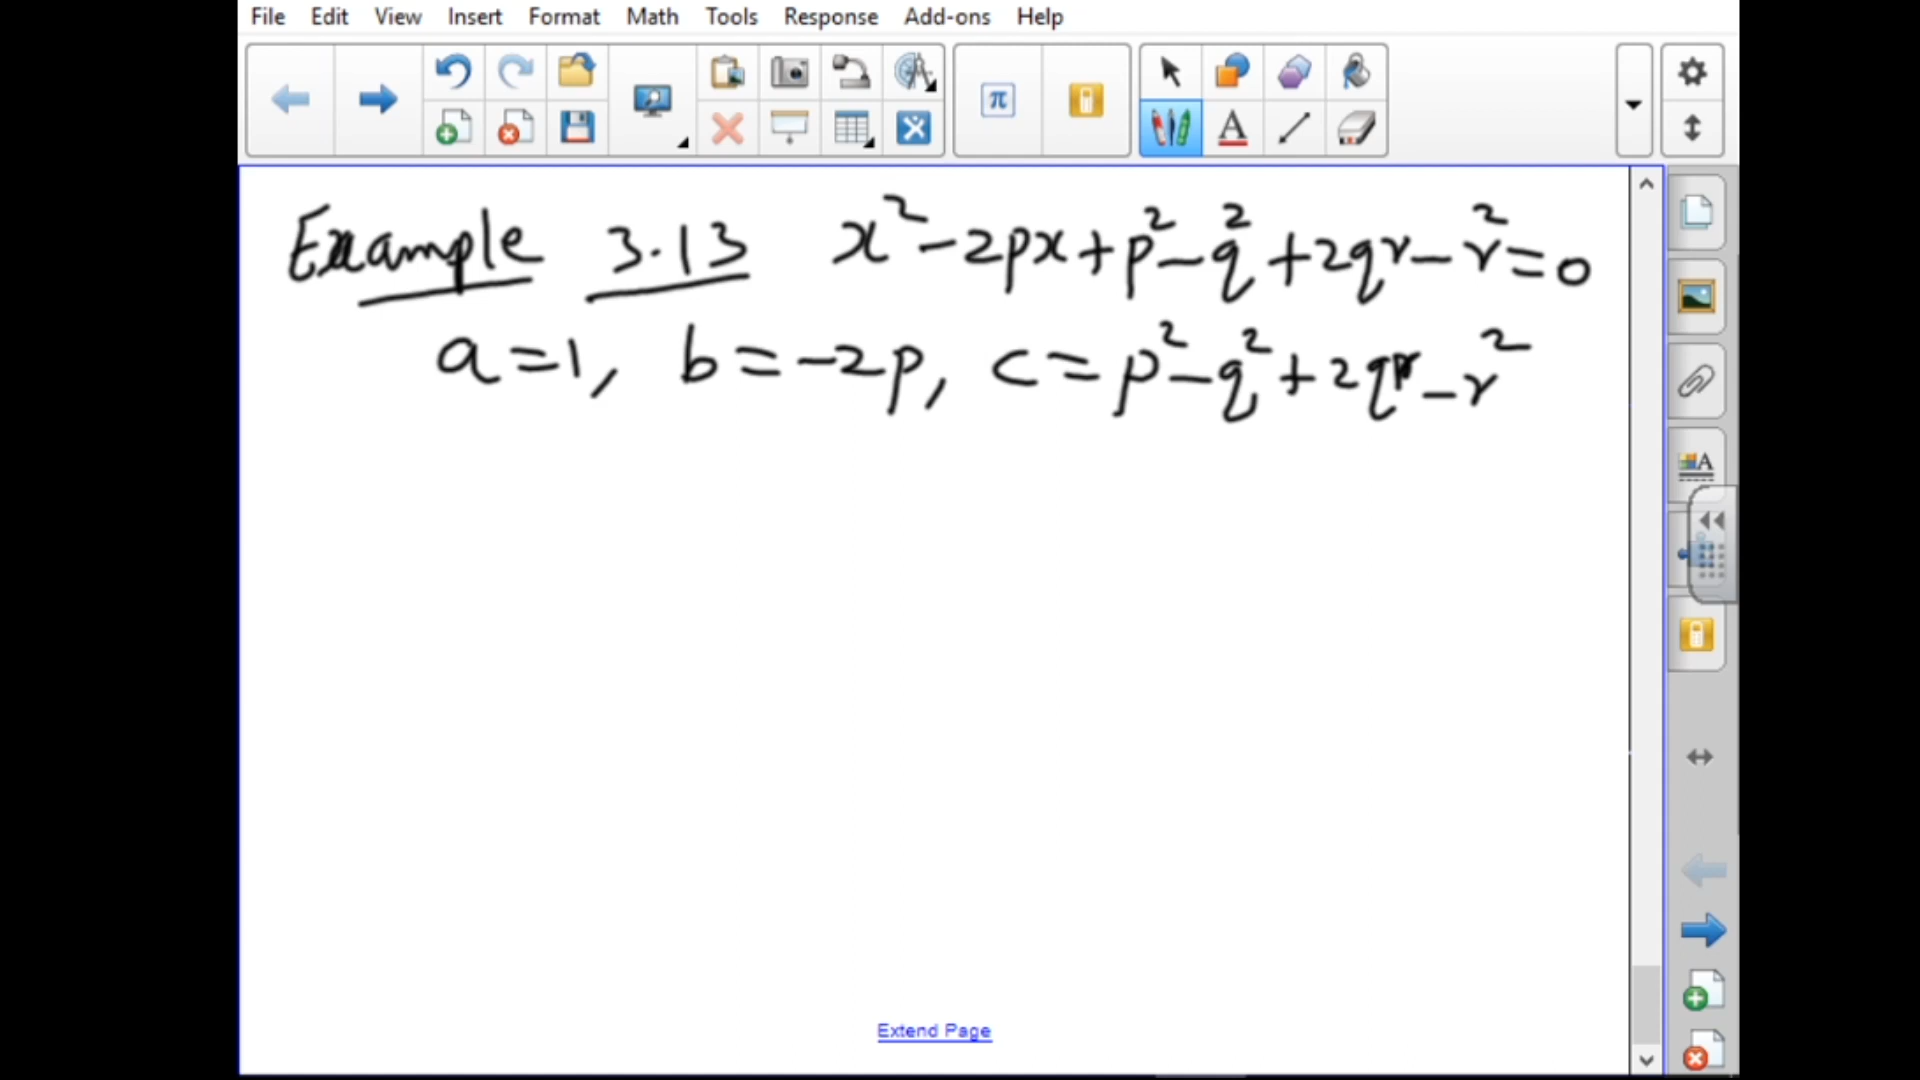 File Edit View Insert Format Math Tools Response Add-ons Help
Example 3.13 x² - 2px + p² - q² + 2qr - r² = 0
a = 1, b = -2p, c = p² - q² + 2qr - r²
Extend Page